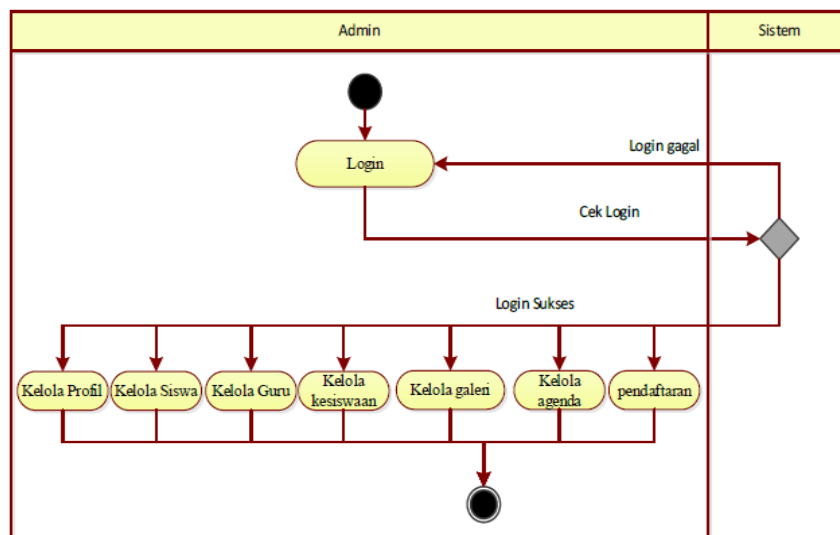 Admin
Sistem
Login gagal
Login
Cek Login
Login Sukses
Kelola Profil
Kelola Siswa
Kelola Guru
Kelola
kesiswaan
Kelola galeri
Kelola
agenda
pendaftaran